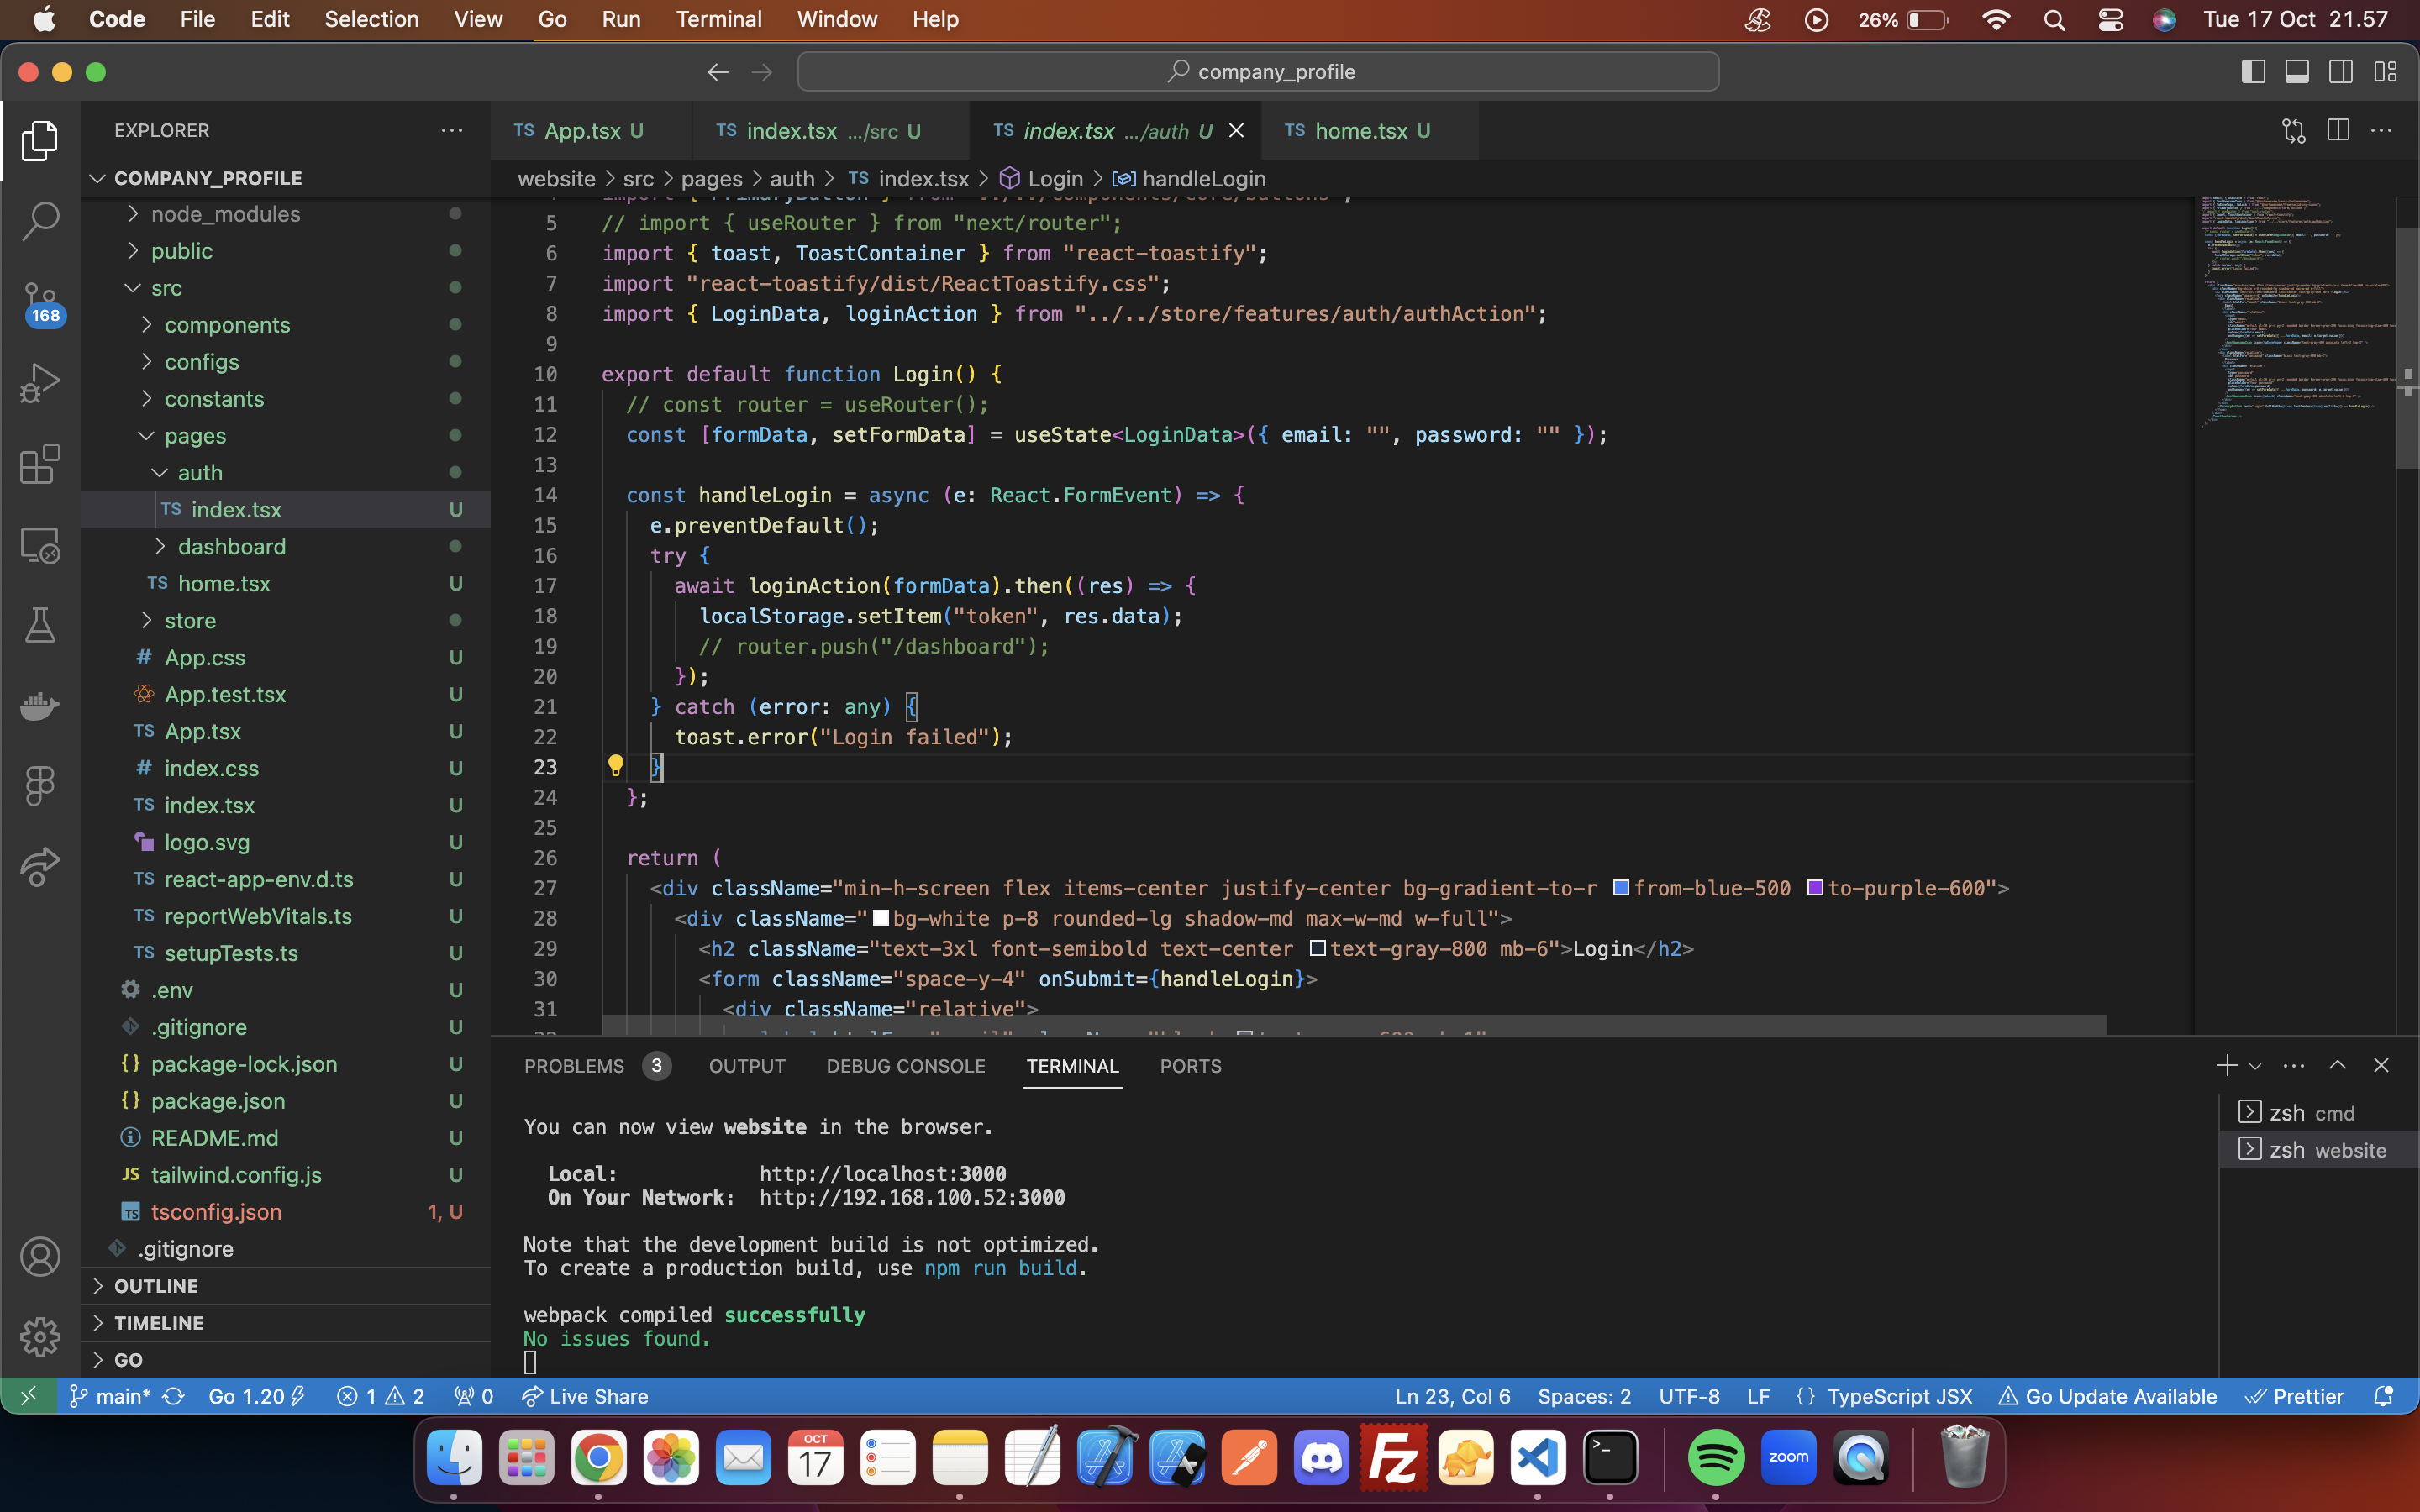 Code File Edit Selection View Go Run Terminal Window Help 26% Tue 17 Oct 21.57
company_profile
EXPLORER
COMPANY_PROFILE
node_modules
public
src
components
configs
constants
pages
auth
TS index.tsx U
dashboard
TS home.tsx U
store
# App.css U
App.test.tsx U
TS App.tsx U
# index.css U
TS index.tsx U
logo.svg U
TS react-app-env.d.ts U
TS reportWebVitals.ts U
TS setupTests.ts U
.env U
.gitignore U
{} package-lock.json U
{} package.json U
README.md U
JS tailwind.config.js U
TS tsconfig.json 1, U
.gitignore
OUTLINE
TIMELINE
GO
168
TS App.tsx U TS index.tsx .../src U TS index.tsx .../auth U TS home.tsx U
website > src > pages > auth > TS index.tsx > Login > handleLogin
5 // import { useRouter } from "next/router";
6 import { toast, ToastContainer } from "react-toastify";
7 import "react-toastify/dist/ReactToastify.css";
8 import { LoginData, loginAction } from "../../store/features/auth/authAction";
9
10 export default function Login() {
11 // const router = useRouter();
12 const [formData, setFormData] = useState<LoginData>({ email: "", password: "" });
13
14 const handleLogin = async (e: React.FormEvent) => {
15 e.preventDefault();
16 try {
17 await loginAction(formData).then((res) => {
18 localStorage.setItem("token", res.data);
19 // router.push("/dashboard");
20 });
21 } catch (error: any) {
22 toast.error("Login failed");
23 }
24 };
25
26 return (
27 <div className="min-h-screen flex items-center justify-center bg-gradient-to-r from-blue-500 to-purple-600">
28 <div className="bg-white p-8 rounded-lg shadow-md max-w-md w-full">
29 <h2 className="text-3xl font-semibold text-center text-gray-800 mb-6">Login</h2>
30 <form className="space-y-4" onSubmit={handleLogin}>
31 <div className="relative">
PROBLEMS 3 OUTPUT DEBUG CONSOLE TERMINAL PORTS
You can now view website in the browser.
Local: http://localhost:3000
On Your Network: http://192.168.100.52:3000
Note that the development build is not optimized.
To create a production build, use npm run build.
webpack compiled successfully
No issues found.
zsh cmd
zsh website
main* Go 1.20 1 2 0 Live Share Ln 23, Col 6 Spaces: 2 UTF-8 LF {} TypeScript JSX Go Update Available Prettier
OCT
17
zoom